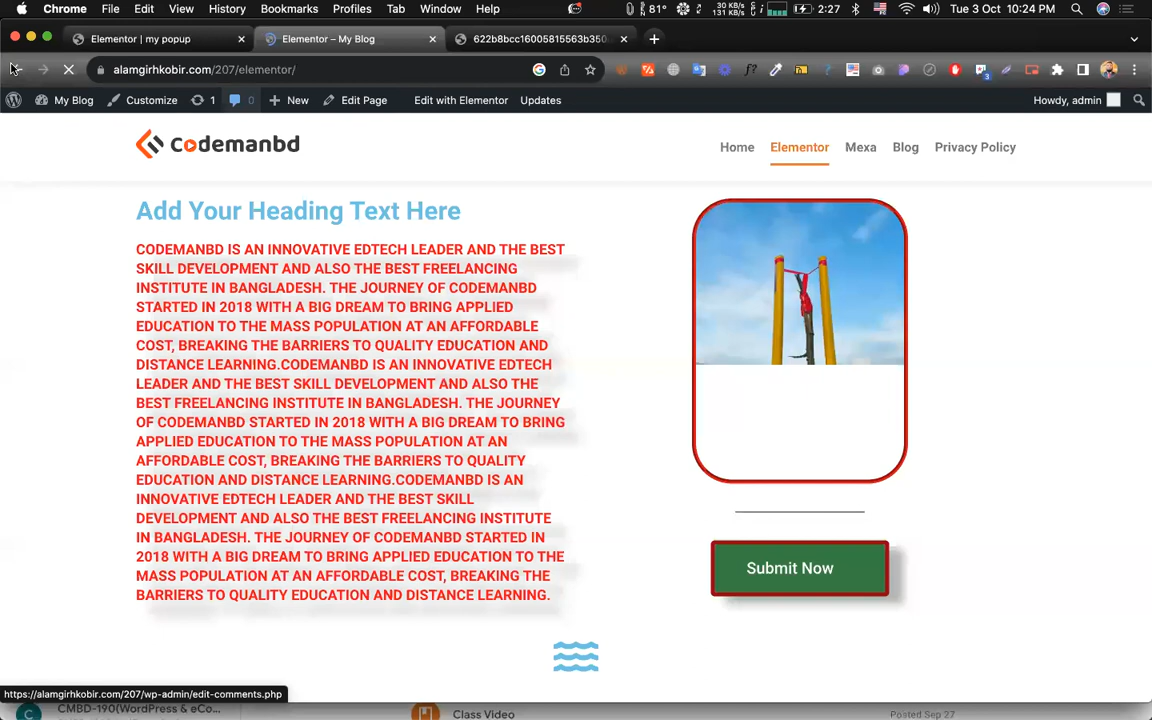 Chrome File Edit View History Bookmarks Profiles Tab Window Help 81° 30 KB/s 131 KB/s 2:27 Tue 3 Oct 10:24 PM
Elementor | my popup Elementor – My Blog 622b8bcc16005815563b350
alamgirhkobir.com/207/elementor/
My Blog Customize 1 0 New Edit Page Edit with Elementor Updates Howdy, admin
Codemanbd
Home Elementor Mexa Blog Privacy Policy
Add Your Heading Text Here
CODEMANBD IS AN INNOVATIVE EDTECH LEADER AND THE BEST
SKILL DEVELOPMENT AND ALSO THE BEST FREELANCING
INSTITUTE IN BANGLADESH. THE JOURNEY OF CODEMANBD
STARTED IN 2018 WITH A BIG DREAM TO BRING APPLIED
EDUCATION TO THE MASS POPULATION AT AN AFFORDABLE
COST, BREAKING THE BARRIERS TO QUALITY EDUCATION AND
DISTANCE LEARNING.CODEMANBD IS AN INNOVATIVE EDTECH
LEADER AND THE BEST SKILL DEVELOPMENT AND ALSO THE
BEST FREELANCING INSTITUTE IN BANGLADESH. THE JOURNEY
OF CODEMANBD STARTED IN 2018 WITH A BIG DREAM TO BRING
APPLIED EDUCATION TO THE MASS POPULATION AT AN
AFFORDABLE COST, BREAKING THE BARRIERS TO QUALITY
EDUCATION AND DISTANCE LEARNING.CODEMANBD IS AN
INNOVATIVE EDTECH LEADER AND THE BEST SKILL
DEVELOPMENT AND ALSO THE BEST FREELANCING INSTITUTE
IN BANGLADESH. THE JOURNEY OF CODEMANBD STARTED IN
2018 WITH A BIG DREAM TO BRING APPLIED EDUCATION TO THE
MASS POPULATION AT AN AFFORDABLE COST, BREAKING THE
BARRIERS TO QUALITY EDUCATION AND DISTANCE LEARNING.
Submit Now
https://alamgirhkobir.com/207/wp-admin/edit-comments.php
CMBD-190(WordPress & eCo...
Class Video
Posted Sep 27